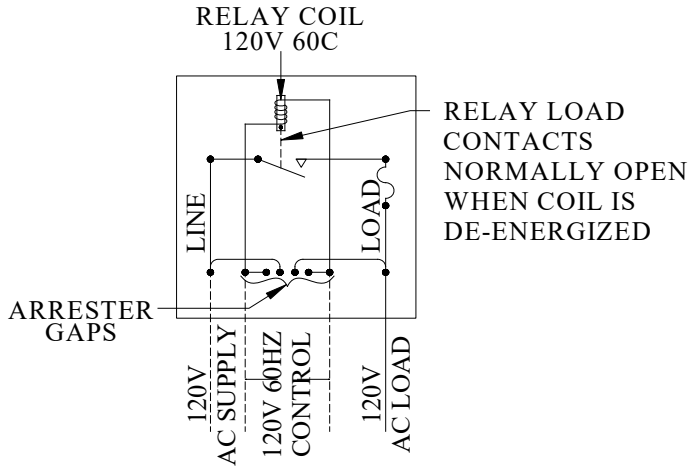 RELAY COIL
120V 60C
RELAY LOAD
CONTACTS
NORMALLY OPEN
WHEN COIL IS
DE-ENERGIZED
LINE
LOAD
ARRESTER
GAPS
120V
AC SUPPLY
120V 60HZ
CONTROL
120V
AC LOAD